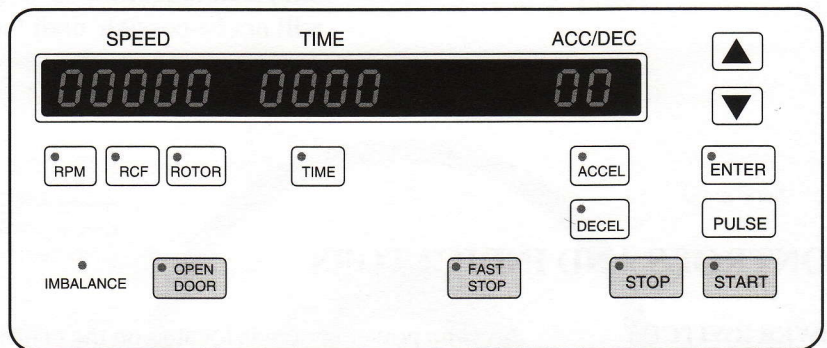 SPEED TIME ACC/DEC
00000 0000 00
RPM RCF ROTOR TIME ACCEL ENTER
DECEL PULSE
IMBALANCE OPEN DOOR FAST STOP STOP START